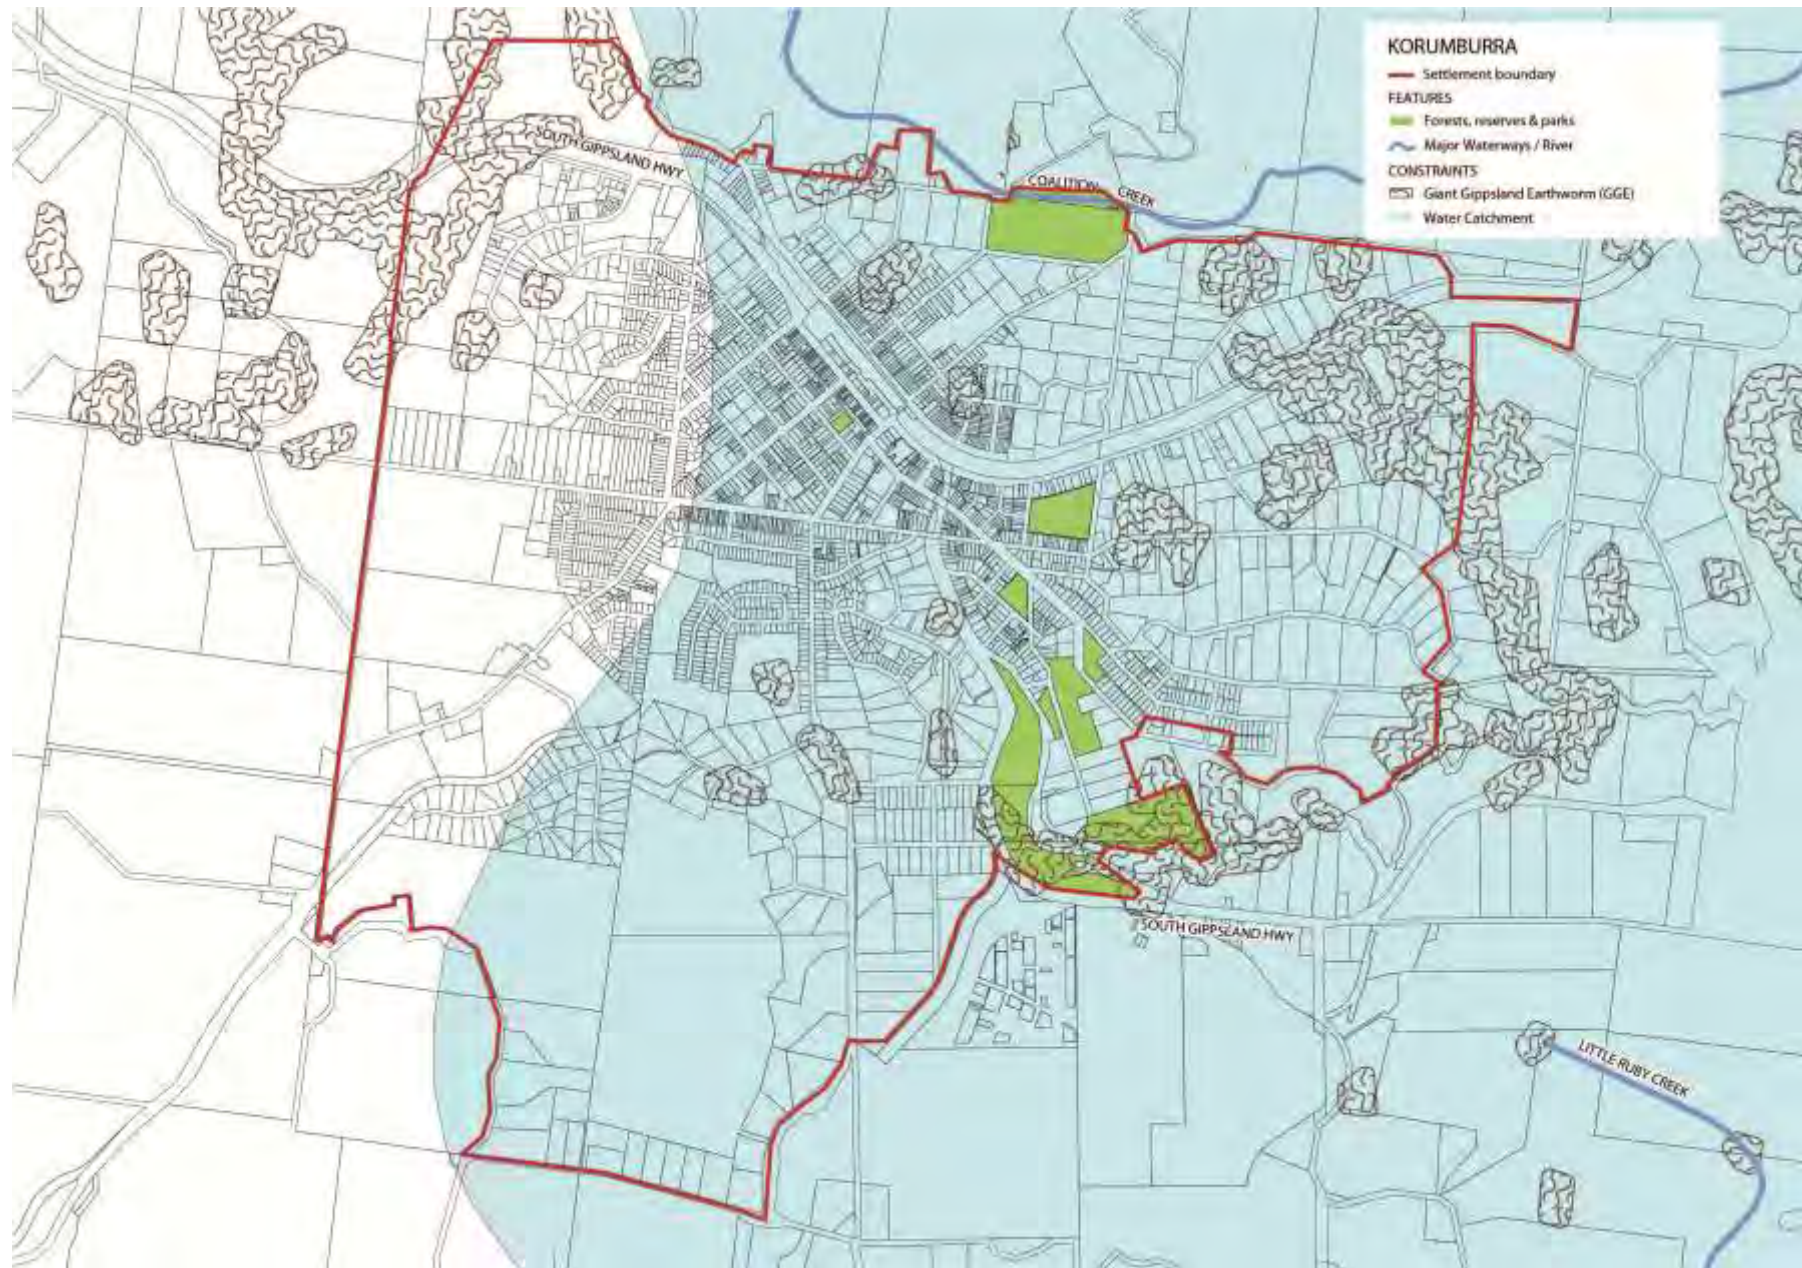 KORUMBURRA
Settlement boundary
FEATURES
Forests, reserves & parks
Major Waterways / River
CONSTRAINTS
Giant Gippsland Earthworm (GGE)
Water Catchment
SOUTH GIPPSLAND HWY
COALITION CREEK
SOUTH GIPPSLAND HWY
LITTLE RUBY CREEK